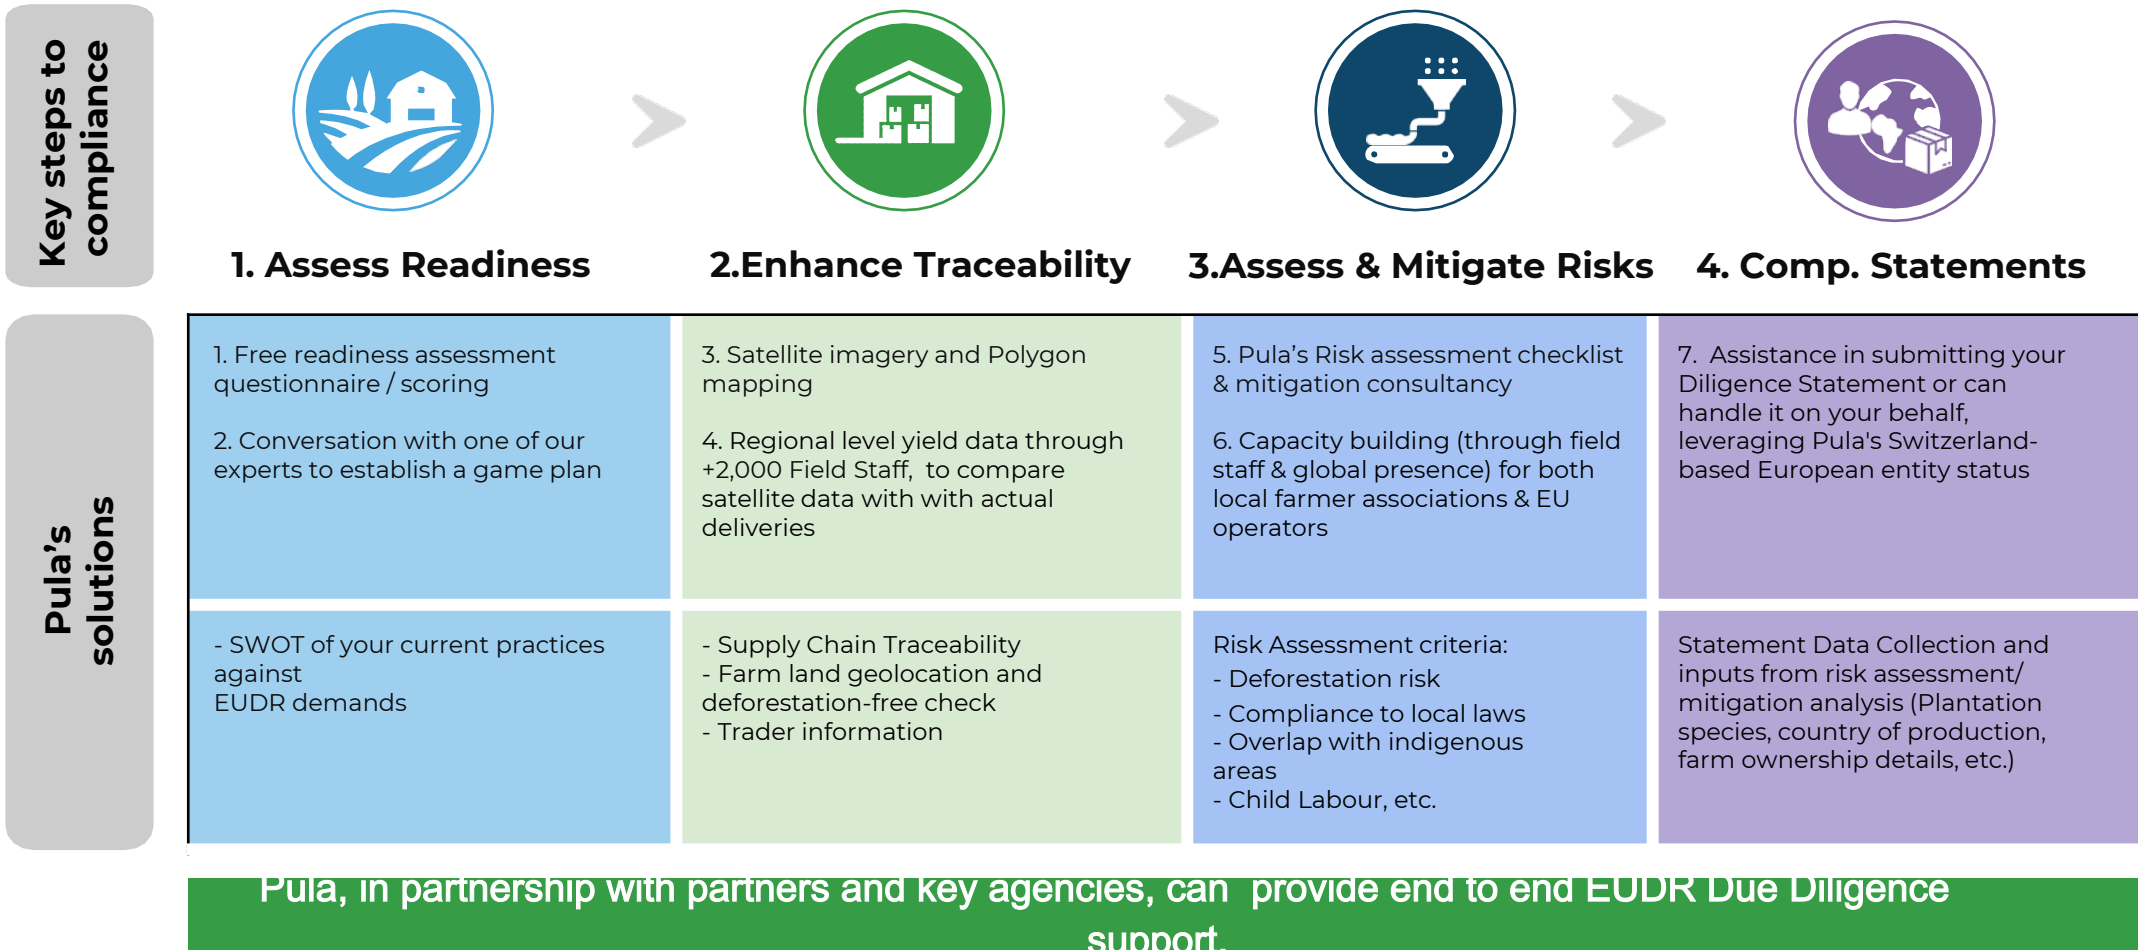 Key steps to
compliance
1. Assess Readiness
2.Enhance Traceability
3.Assess & Mitigate Risks
4. Comp. Statements
Pula’s
solutions
1. Free readiness assessment
questionnaire / scoring
2. Conversation with one of our
experts to establish a game plan
3. Satellite imagery and Polygon
mapping
4. Regional level yield data through
+2,000 Field Staff,  to compare
satellite data with with actual
deliveries
5. Pula’s Risk assessment checklist
& mitigation consultancy
6. Capacity building (through field
staff & global presence) for both
local farmer associations & EU
operators
7.  Assistance in submitting your
Diligence Statement or can
handle it on your behalf,
leveraging Pula's Switzerland-
based European entity status
- SWOT of your current practices
against
EUDR demands
- Supply Chain Traceability
- Farm land geolocation and
deforestation-free check
- Trader information
Risk Assessment criteria:
- Deforestation risk
- Compliance to local laws
- Overlap with indigenous
areas
- Child Labour, etc.
Statement Data Collection and
inputs from risk assessment/
mitigation analysis (Plantation
species, country of production,
farm ownership details, etc.)
Pula, in partnership with partners and key agencies, can  provide end to end EUDR Due Diligence
support.